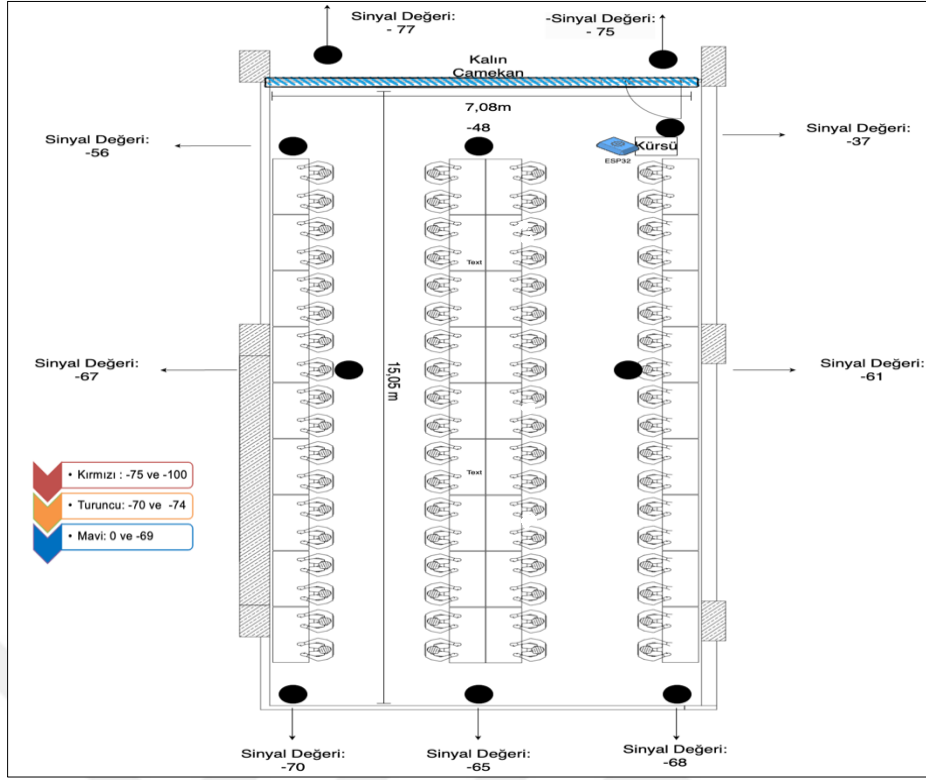 Sinyal Değeri:
- 77
-Sinyal Değeri:
- 75
Kalın
Camekan
7,08m
-48
Sinyal Değeri:
-56
Sinyal Değeri:
-37
Kürsü
ESP32
Text
Sinyal Değeri:
-67
15,05 m
Sinyal Değeri:
-61
• Kırmızı : -75 ve -100
• Turuncu: -70 ve -74
• Mavi: 0 ve -69
Text
Sinyal Değeri:
-70
Sinyal Değeri:
-65
Sinyal Değeri:
-68